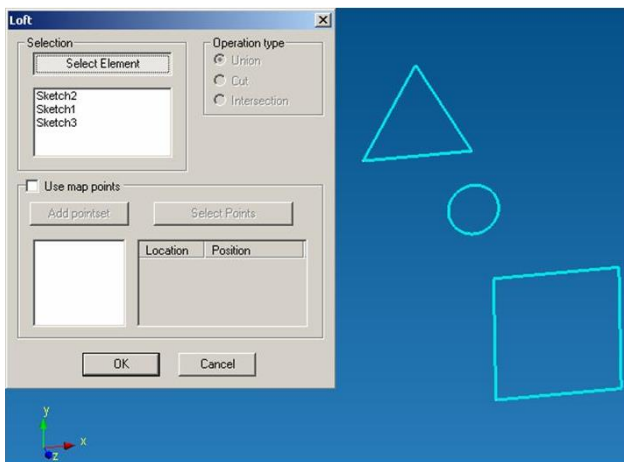 Loft
Selection
Select Element
Sketch2
Sketch1
Sketch3
Operation type
Union
Cut
Intersection
Use map points
Add pointset
Select Points
Location Position
OK
Cancel
y
x
z